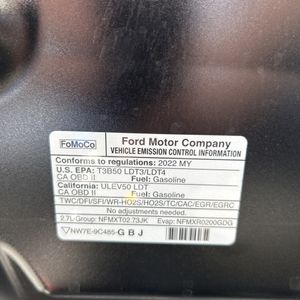 FoMoCo
Ford Motor Company
VEHICLE EMISSION CONTROL INFORMATION
Conforms to regulations: 2022 MY
U.S. EPA: T3B50 LDT3/LDT4
CA OBD II Fuel: Gasoline
California: ULEV50 LDT
CA OBD II Fuel: Gasoline
TWC/DFI/SFI/WR-HO2S/HO2S/TC/CAC/EGR/EGRC
No adjustments needed.
2.7L-Group: NFMXT02.73JK Evap: NFMXR0200GDG
NW7E-9C485-GBJ